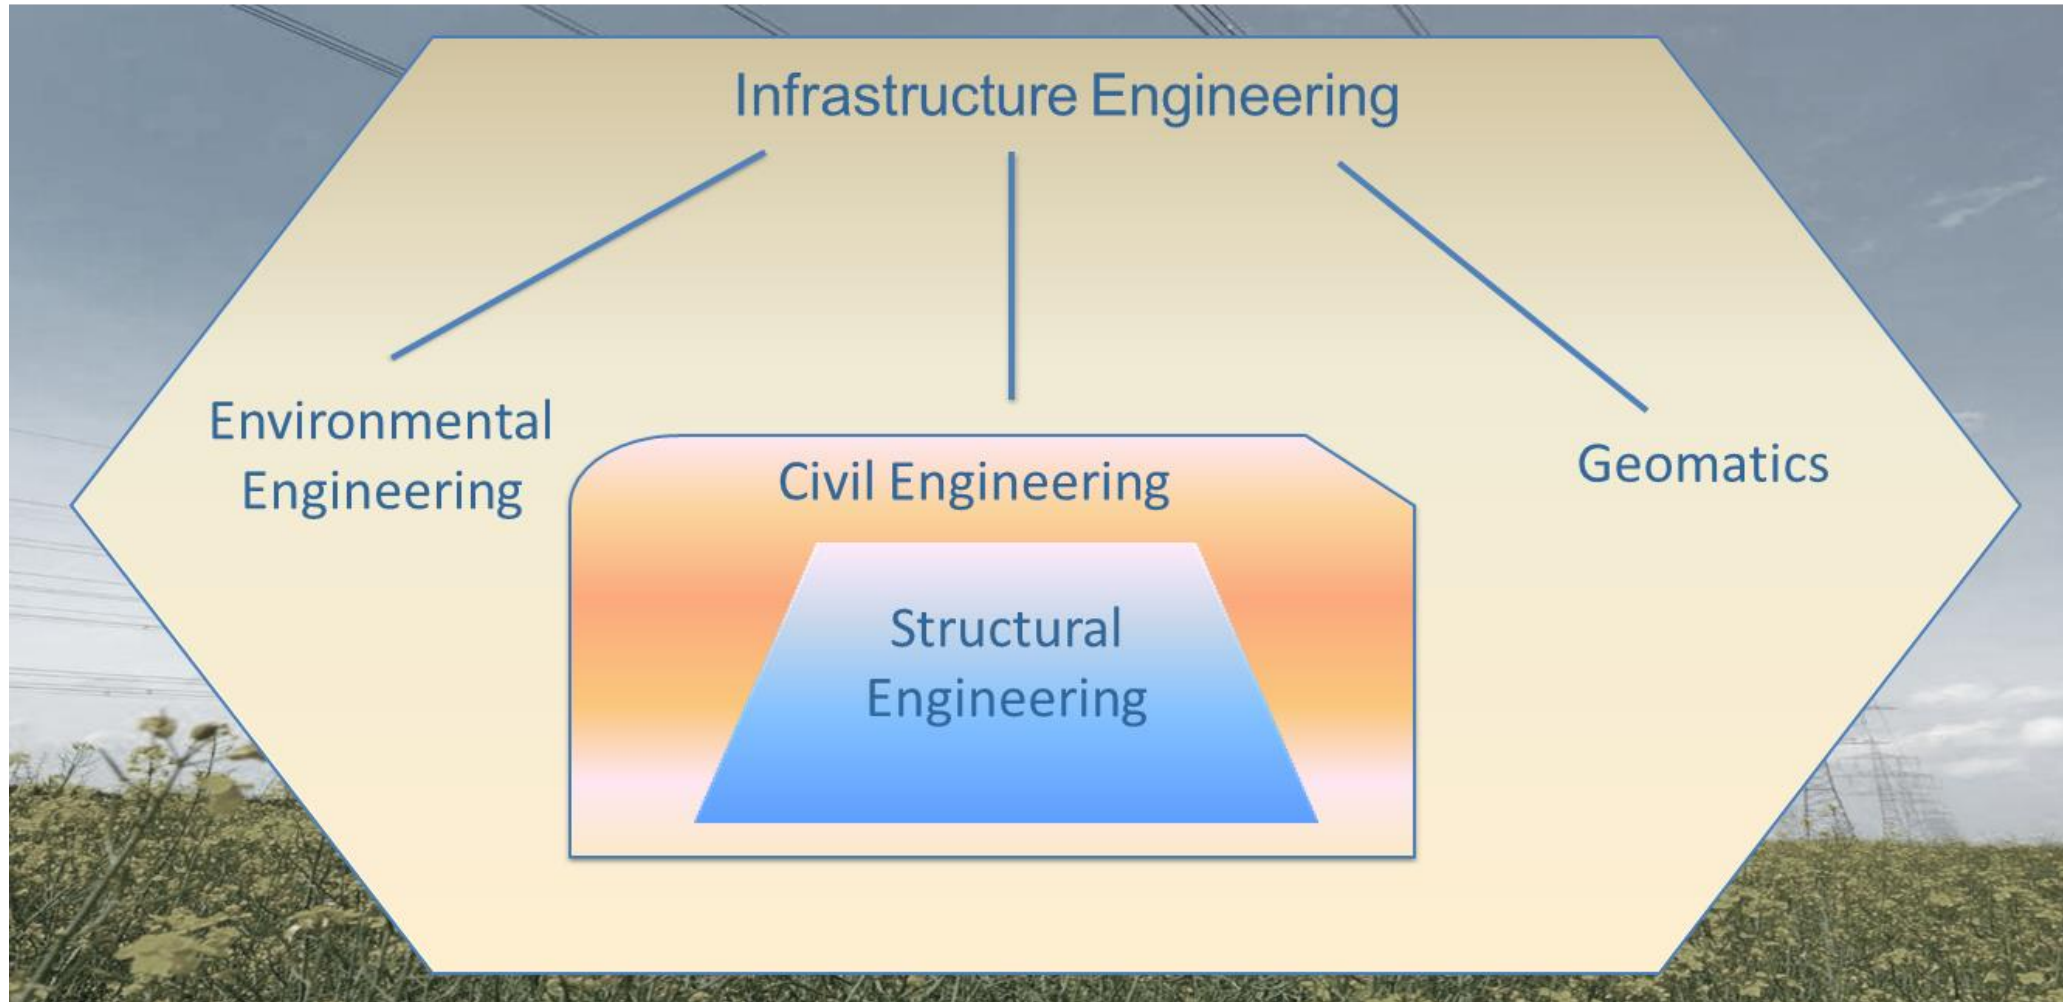 Infrastructure Engineering
Environmental
Engineering
Civil Engineering
Geomatics
Structural
Engineering